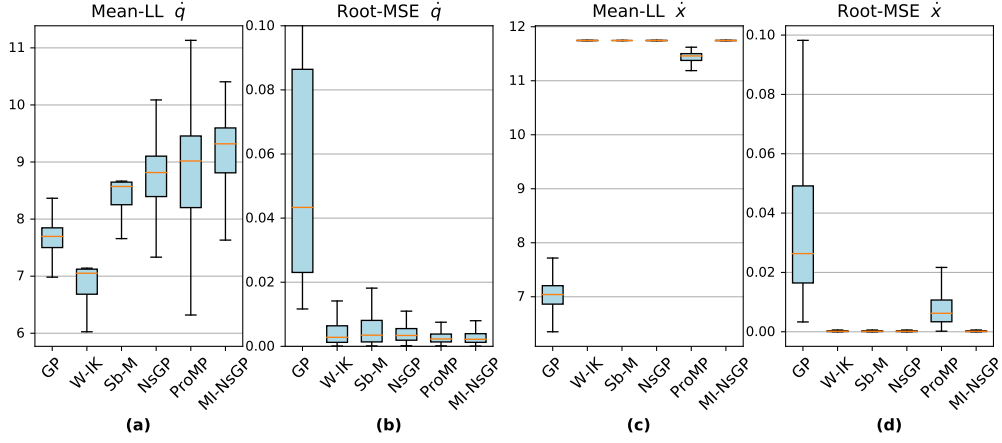 Mean-LL q̇
11
10
9
8
7
6
GP
W-IK
Sb-M
NsGP
ProMP
MI-NsGP
(a)
Root-MSE q̇
0.10
0.08
0.06
0.04
0.02
0.00
GP
W-IK
Sb-M
NsGP
ProMP
MI-NsGP
(b)
Mean-LL ẋ
12
11
10
9
8
7
GP
W-IK
Sb-M
NsGP
ProMP
MI-NsGP
(c)
Root-MSE ẋ
0.10
0.08
0.06
0.04
0.02
0.00
GP
W-IK
Sb-M
NsGP
ProMP
MI-NsGP
(d)